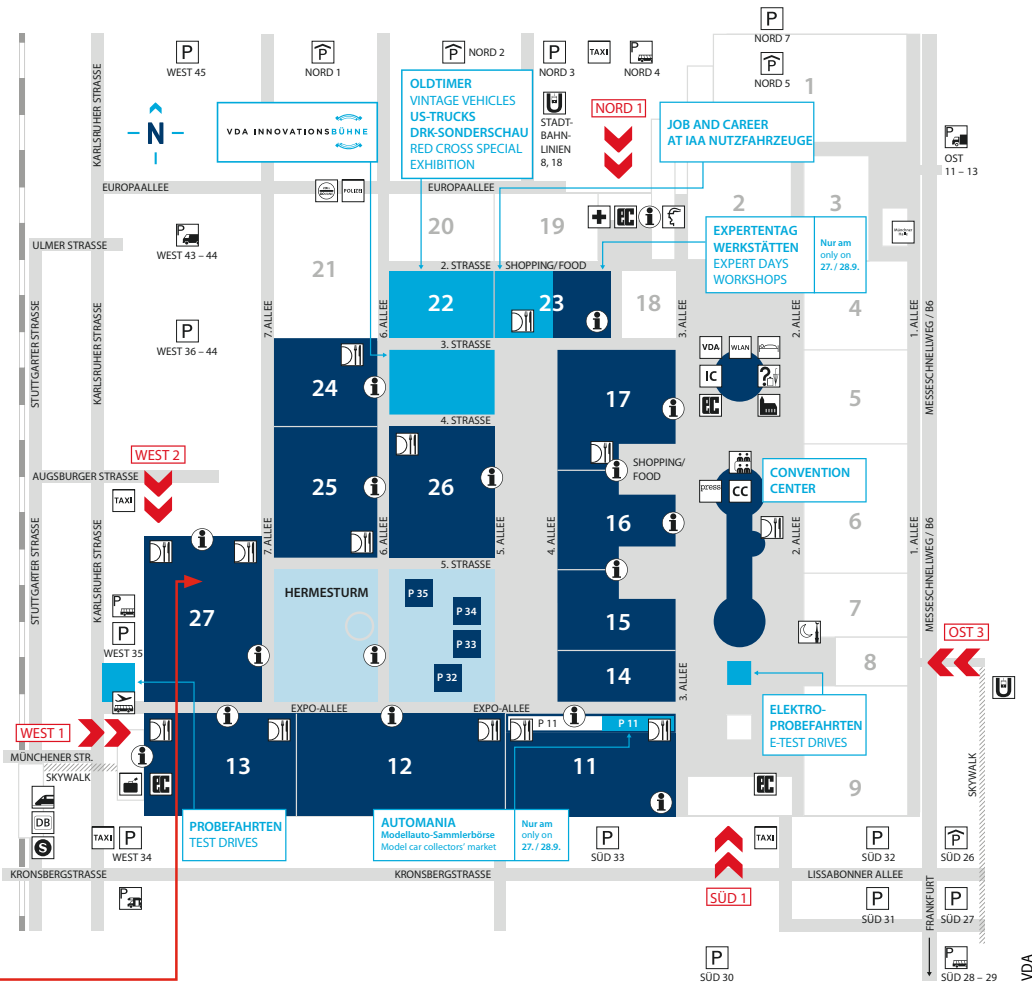 P
NORD 7
P
WEST 45
P
NORD 1
P
NORD 2
P
NORD 3
TAXI
P
NORD 4
P
NORD 5
1
KARLSRUHER STRASSE
N
VDA INNOVATIONSBÜHNE
OLDTIMER
VINTAGE VEHICLES
US-TRUCKS
DRK-SONDERSCHAU
RED CROSS SPECIAL
EXHIBITION
U
STADT-
BAHN-
LINIEN
8, 18
NORD 1
JOB AND CAREER
AT IAA NUTZFAHRZEUGE
P
OST
11 – 13
EUROPAALLEE
POLIZEI
EUROPAALLEE
EC
i
2
3
20
19
21
ULMER STRASSE
P
WEST 43 – 44
EXPERTENTAG
WERKSTÄTTEN
EXPERT DAYS
WORKSHOPS
Nur am
only on
27. / 28.9.
2. STRASSE
SHOPPING/FOOD
22
23
i
18
4
7. ALLEE
6. ALLEE
3. ALLEE
2. ALLEE
1. ALLEE
MESSESCHNELLWEG / B6
STUTTGARTER STRASSE
KARLSRUHER STRASSE
P
WEST 36 – 44
3. STRASSE
24
i
17
i
VDA
WLAN
IC
?
EC
5
4. STRASSE
WEST 2
AUGSBURGER STRASSE
TAXI
25
i
26
i
i
SHOPPING/
FOOD
press
CC
CONVENTION
CENTER
16
i
6
7. ALLEE
6. ALLEE
5. ALLEE
4. ALLEE
2. ALLEE
1. ALLEE
MESSESCHNELLWEG / B6
STUTTGARTER STRASSE
KARLSRUHER STRASSE
i
5. STRASSE
i
27
HERMESTURM
P 35
P 34
P 33
P 32
15
7
P
P
WEST 35
i
i
14
3. ALLEE
8
OST 3
U
EXPO-ALLEE
EXPO-ALLEE
WEST 1
i
i
i
P 11
P 11
ELEKTRO-
PROBEFAHRTEN
E-TEST DRIVES
MÜNCHENER STR.
SKYWALK
i
EC
13
12
11
i
EC
9
SKYWALK
DB
S
TAXI
P
WEST 34
PROBEFAHRTEN
TEST DRIVES
AUTOMANIA
Modellauto-Sammlerbörse
Model car collectors' market
Nur am
only on
27. / 28.9.
P
SÜD 33
TAXI
P
SÜD 32
P
SÜD 26
KRONSBERGSTRASSE
KRONSBERGSTRASSE
LISSABONNER ALLEE
SÜD 1
P
P
SÜD 31
P
SÜD 27
FRANKFURT
P
SÜD 30
P
SÜD 28 – 29
VDA